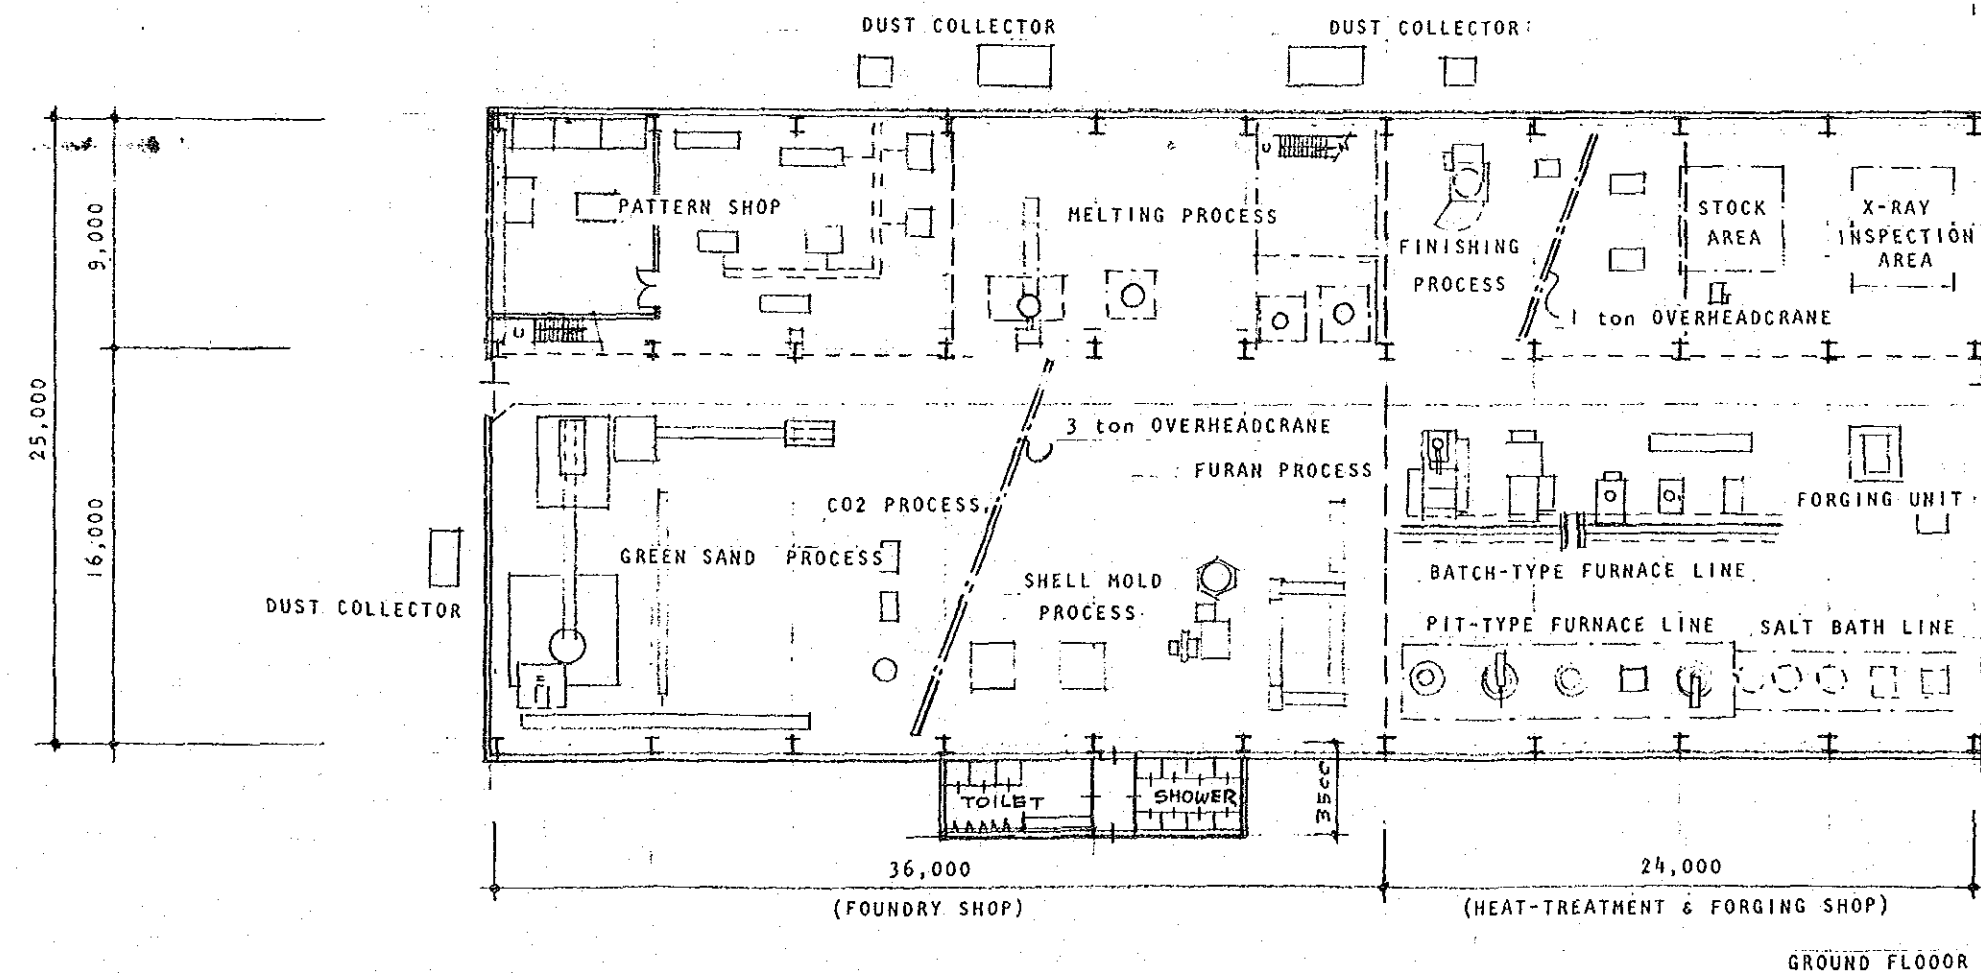 DUST COLLECTOR
DUST COLLECTOR
PATTERN SHOP
MELTING PROCESS
FINISHING
PROCESS
STOCK
AREA
X-RAY
INSPECTION
AREA
1 ton OVERHEADCRANE
9,000
25,000
16,000
3 ton OVERHEADCRANE
FURAN PROCESS
CO2 PROCESS
GREEN SAND PROCESS
SHELL MOLD
PROCESS
FORGING UNIT
BATCH-TYPE FURNACE LINE
PIT-TYPE FURNACE LINE
SALT BATH LINE
DUST COLLECTOR
TOILET
SHOWER
3500
36,000
(FOUNDRY SHOP)
24,000
(HEAT-TREATMENT & FORGING SHOP)
GROUND FLOOOR